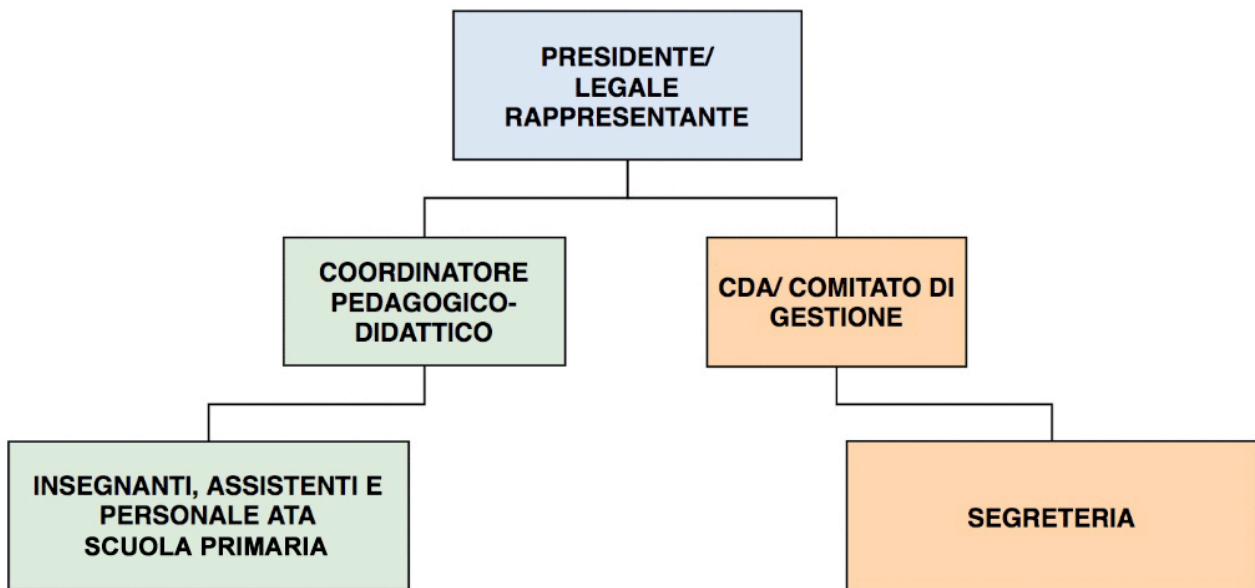 PRESIDENTE/
LEGALE
RAPPRESENTANTE
COORDINATORE
PEDAGOGICO-
DIDATTICO
CDA/ COMITATO DI
GESTIONE
INSEGNANTI, ASSISTENTI E
PERSONALE ATA
SCUOLA PRIMARIA
SEGRETERIA